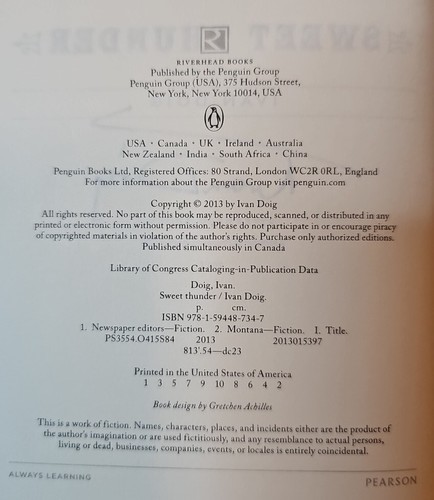 SWEET THUNDER
R
RIVERHEAD BOOKS
Published by the Penguin Group
Penguin Group (USA), 375 Hudson Street,
New York, New York 10014, USA
USA • Canada • UK • Ireland • Australia
New Zealand • India • South Africa • China
Penguin Books Ltd, Registered Offices: 80 Strand, London WC2R 0RL, England
For more information about the Penguin Group visit penguin.com
Copyright © 2013 by Ivan Doig
All rights reserved. No part of this book may be reproduced, scanned, or distributed in any
printed or electronic form without permission. Please do not participate in or encourage piracy
of copyrighted materials in violation of the author's rights. Purchase only authorized editions.
Published simultaneously in Canada
Library of Congress Cataloging-in-Publication Data
Doig, Ivan.
Sweet thunder / Ivan Doig.
p. cm.
ISBN 978-1-59448-734-7
1. Newspaper editors—Fiction. 2. Montana—Fiction. I. Title.
PS3554.O415S84 2013 2013015397
813'.54—dc23
Printed in the United States of America
1 3 5 7 9 10 8 6 4 2
Book design by Gretchen Achilles
This is a work of fiction. Names, characters, places, and incidents either are the product of
the author's imagination or are used fictitiously, and any resemblance to actual persons,
living or dead, businesses, companies, events, or locales is entirely coincidental.
ALWAYS LEARNING
PEARSON